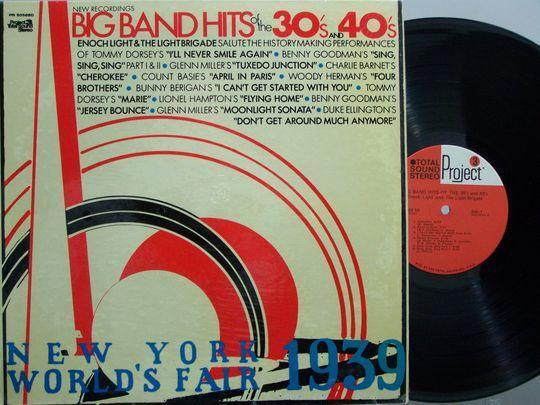 NEW RECORDINGS
BIG BAND HITS of the 30's AND 40's
ENOCH LIGHT & THE LIGHT BRIGADE SALUTE THE HISTORY MAKING PERFORMANCES
OF TOMMY DORSEY'S "I'LL NEVER SMILE AGAIN" • BENNY GOODMAN'S "SING,
SING, SING" PART I & II • GLENN MILLER'S "TUXEDO JUNCTION" • CHARLIE BARNET'S
"CHEROKEE" • COUNT BASIE'S "APRIL IN PARIS" • WOODY HERMAN'S "FOUR
BROTHERS" • BUNNY BERIGAN'S "I CAN'T GET STARTED WITH YOU" • TOMMY
DORSEY'S "MARIE" • LIONEL HAMPTON'S "FLYING HOME" • BENNY GOODMAN'S
"JERSEY BOUNCE" • GLENN MILLER'S "MOONLIGHT SONATA" • DUKE ELLINGTON'S
"DON'T GET AROUND MUCH ANYMORE"
NEW YORK
WORLD'S FAIR 1939
TOTAL
SOUND
STEREO
Project 3
BIG BAND HITS OF THE 30's and 40's
Enoch Light and The Light Brigade